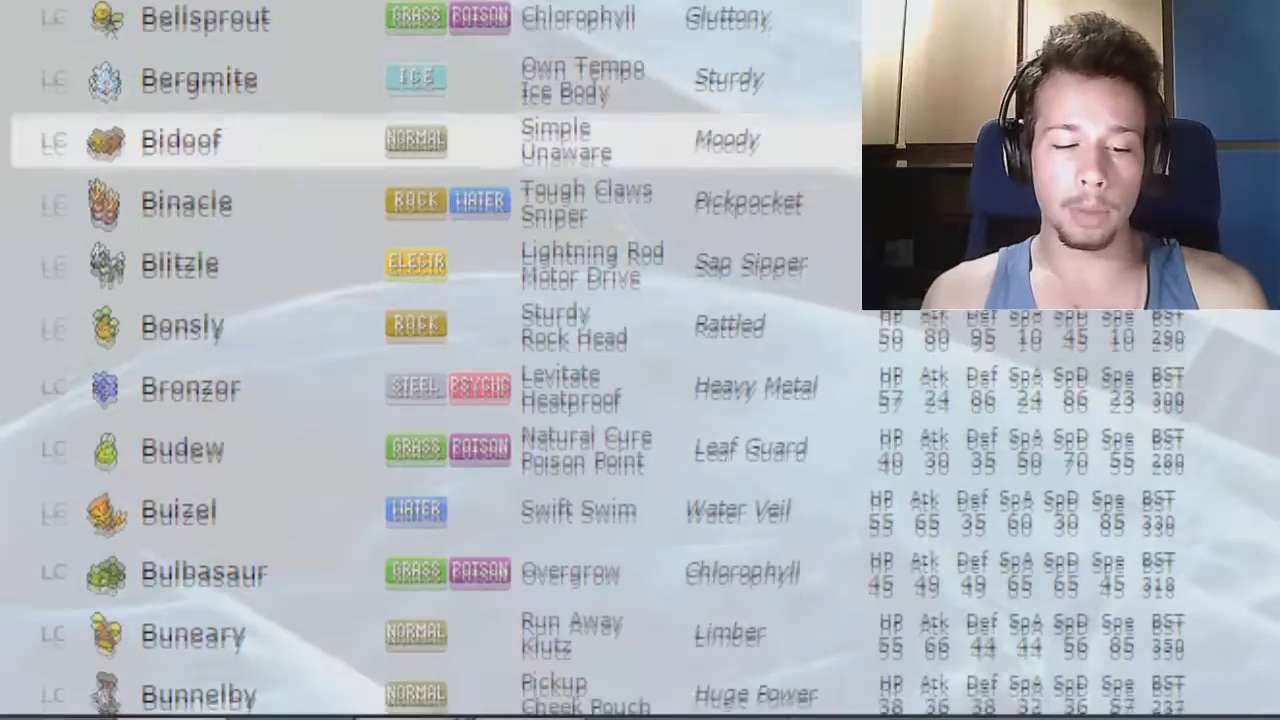 LC Bellsprout GRASS POISON Chlorophyll Gluttony
LC Bergmite ICE Own Tempo Ice Body Sturdy
LC Bidoof NORMAL Simple Unaware Moody
LC Binacle ROCK WATER Tough Claws Sniper Pickpocket
LC Blitzle ELECTR Lightning Rod Motor Drive Sap Sipper
LC Bonsly ROCK Sturdy Rock Head Rattled HP 50 Atk 80 Def 95 SpA 10 SpD 45 Spe 10 BST 290
LC Bronzor STEEL PSYCHC Levitate Heatproof Heavy Metal HP 57 Atk 24 Def 86 SpA 24 SpD 86 Spe 23 BST 300
LC Budew GRASS POISON Natural Cure Poison Point Leaf Guard HP 40 Atk 30 Def 35 SpA 50 SpD 70 Spe 55 BST 280
LC Buizel WATER Swift Swim Water Veil HP 55 Atk 65 Def 35 SpA 60 SpD 30 Spe 85 BST 330
LC Bulbasaur GRASS POISON Overgrow Chlorophyll HP 45 Atk 49 Def 49 SpA 65 SpD 65 Spe 45 BST 318
LC Buneary NORMAL Run Away Klutz Limber HP 55 Atk 66 Def 44 SpA 44 SpD 56 Spe 85 BST 350
LC Bunnelby NORMAL Pickup Cheek Pouch Huge Power HP 38 Atk 36 Def 38 SpA 32 SpD 36 Spe 57 BST 237